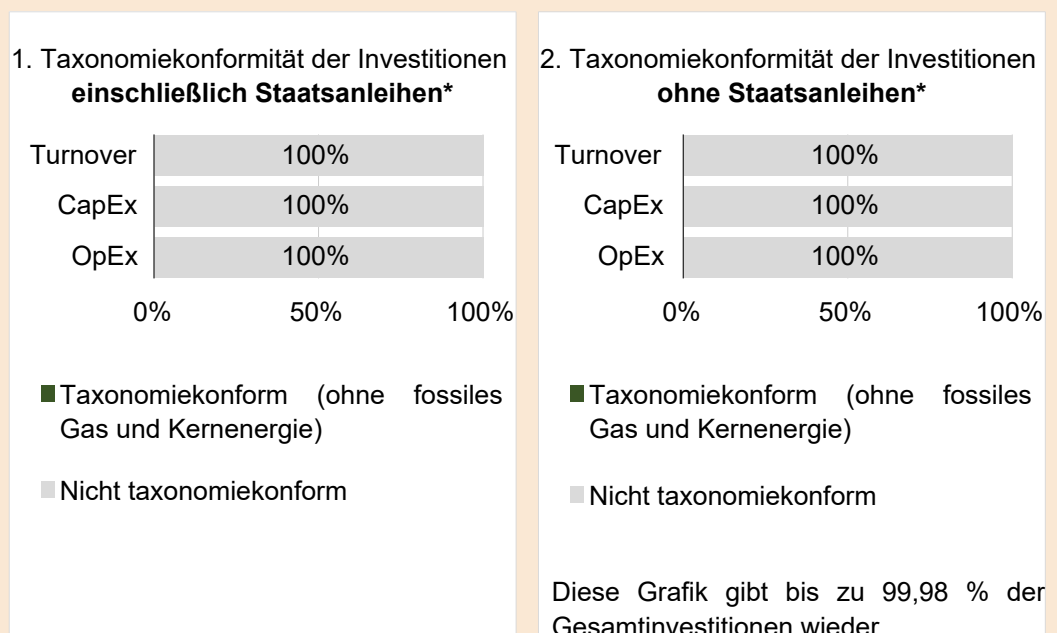 1. Taxonomiekonformität der Investitionen
einschließlich Staatsanleihen*
Turnover 100%
CapEx 100%
OpEx 100%
0% 50% 100%
Taxonomiekonform (ohne fossiles
Gas und Kernenergie)
Nicht taxonomiekonform
2. Taxonomiekonformität der Investitionen
ohne Staatsanleihen*
Turnover 100%
CapEx 100%
OpEx 100%
0% 50% 100%
Taxonomiekonform (ohne fossiles
Gas und Kernenergie)
Nicht taxonomiekonform
Diese Grafik gibt bis zu 99,98 % der
Gesamtinvestitionen wieder